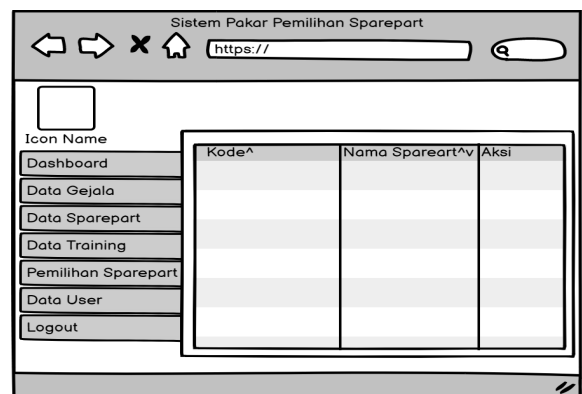 Sistem Pakar Pemilihan Sparepart
https://
Icon Name
Dashboard
Data Gejala
Data Sparepart
Data Training
Pemilihan Sparepart
Data User
Logout
Kode^ Nama Spareart^v Aksi